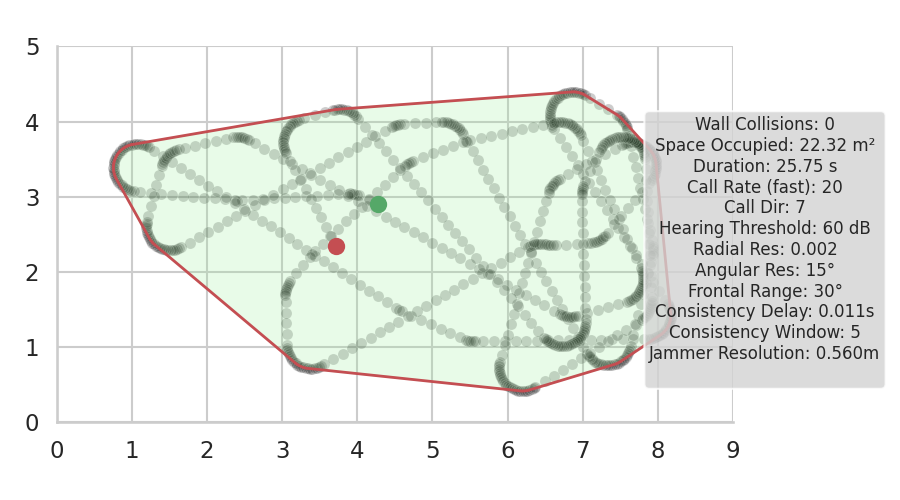 5
4
3
2
1
0
0 1 2 3 4 5 6 7 8 9
Wall Collisions: 0
Space Occupied: 22.32 m²
Duration: 25.75 s
Call Rate (fast): 20
Call Dir: 7
Hearing Threshold: 60 dB
Radial Res: 0.002
Angular Res: 15°
Frontal Range: 30°
Consistency Delay: 0.011s
Consistency Window: 5
Jammer Resolution: 0.560m